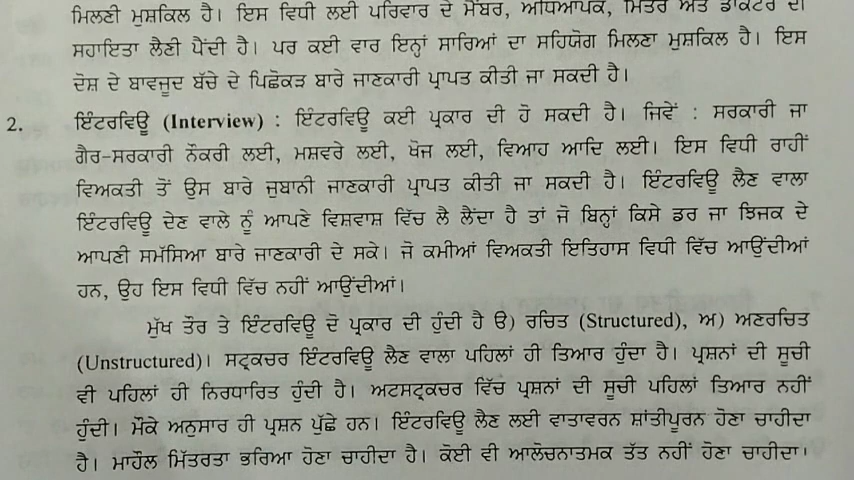 ਮਿਲਣੀ ਮੁਸ਼ਕਿਲ ਹੈ। ਇਸ ਵਿਧੀ ਲਈ ਪਰਿਵਾਰ ਦੇ ਮੈਂਬਰ, ਅਧਿਆਪਕ, ਮਿੱਤਰ ਅਤੇ ਡਾਕਟਰ ਦੀ
ਸਹਾਇਤਾ ਲੈਣੀ ਪੈਂਦੀ ਹੈ। ਪਰ ਕਈ ਵਾਰ ਇਨ੍ਹਾਂ ਸਾਰਿਆਂ ਦਾ ਸਹਿਯੋਗ ਮਿਲਣਾ ਮੁਸ਼ਕਿਲ ਹੈ। ਇਸ
ਦੋਸ਼ ਦੇ ਬਾਵਜੂਦ ਬੱਚੇ ਦੇ ਪਿਛੋਕੜ ਬਾਰੇ ਜਾਣਕਾਰੀ ਪ੍ਰਾਪਤ ਕੀਤੀ ਜਾ ਸਕਦੀ ਹੈ।
2. ਇੰਟਰਵਿਊ (Interview) : ਇੰਟਰਵਿਊ ਕਈ ਪ੍ਰਕਾਰ ਦੀ ਹੋ ਸਕਦੀ ਹੈ। ਜਿਵੇਂ : ਸਰਕਾਰੀ ਜਾ
ਗੈਰ-ਸਰਕਾਰੀ ਨੌਕਰੀ ਲਈ, ਮਸ਼ਵਰੇ ਲਈ, ਖੋਜ ਲਈ, ਵਿਆਹ ਆਦਿ ਲਈ। ਇਸ ਵਿਧੀ ਰਾਹੀਂ
ਵਿਅਕਤੀ ਤੋਂ ਉਸ ਬਾਰੇ ਜ਼ੁਬਾਨੀ ਜਾਣਕਾਰੀ ਪ੍ਰਾਪਤ ਕੀਤੀ ਜਾ ਸਕਦੀ ਹੈ। ਇੰਟਰਵਿਊ ਲੈਣ ਵਾਲਾ
ਇੰਟਰਵਿਊ ਦੇਣ ਵਾਲੇ ਨੂੰ ਆਪਣੇ ਵਿਸ਼ਵਾਸ਼ ਵਿੱਚ ਲੈ ਲੈਂਦਾ ਹੈ ਤਾਂ ਜੋ ਬਿਨ੍ਹਾਂ ਕਿਸੇ ਡਰ ਜਾ ਝਿਜਕ ਦੇ
ਆਪਣੀ ਸਮੱਸਿਆ ਬਾਰੇ ਜਾਣਕਾਰੀ ਦੇ ਸਕੇ। ਜੋ ਕਮੀਆਂ ਵਿਅਕਤੀ ਇਤਿਹਾਸ ਵਿਧੀ ਵਿੱਚ ਆਉਂਦੀਆਂ
ਹਨ, ਉਹ ਇਸ ਵਿਧੀ ਵਿੱਚ ਨਹੀਂ ਆਉਂਦੀਆਂ।
ਮੁੱਖ ਤੌਰ ਤੇ ਇੰਟਰਵਿਊ ਦੋ ਪ੍ਰਕਾਰ ਦੀ ਹੁੰਦੀ ਹੈ ੳ) ਰਚਿਤ (Structured), ਅ) ਅਣਰਚਿਤ
(Unstructured)। ਸਟ੍ਰਕਚਰ ਇੰਟਰਵਿਊ ਲੈਣ ਵਾਲਾ ਪਹਿਲਾਂ ਹੀ ਤਿਆਰ ਹੁੰਦਾ ਹੈ। ਪ੍ਰਸ਼ਨਾਂ ਦੀ ਸੂਚੀ
ਵੀ ਪਹਿਲਾਂ ਹੀ ਨਿਰਧਾਰਿਤ ਹੁੰਦੀ ਹੈ। ਅਣਸਟ੍ਰਕਚਰ ਵਿੱਚ ਪ੍ਰਸ਼ਨਾਂ ਦੀ ਸੂਚੀ ਪਹਿਲਾਂ ਤਿਆਰ ਨਹੀਂ
ਹੁੰਦੀ। ਮੌਕੇ ਅਨੁਸਾਰ ਹੀ ਪ੍ਰਸ਼ਨ ਪੁੱਛੇ ਹਨ। ਇੰਟਰਵਿਊ ਲੈਣ ਲਈ ਵਾਤਾਵਰਨ ਸ਼ਾਂਤੀਪੂਰਨ ਹੋਣਾ ਚਾਹੀਦਾ
ਹੈ। ਮਾਹੌਲ ਮਿੱਤਰਤਾ ਭਰਿਆ ਹੋਣਾ ਚਾਹੀਦਾ ਹੈ। ਕੋਈ ਵੀ ਆਲੋਚਨਾਤਮਕ ਤੱਤ ਨਹੀਂ ਹੋਣਾ ਚਾਹੀਦਾ।